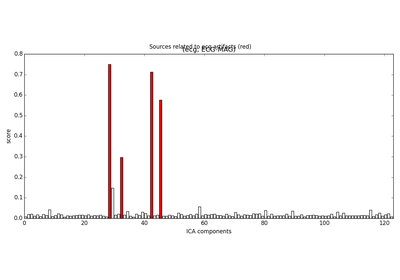 Sources related to ecg artifacts (red)
(ecg, ECG-MAG)
0.8
0.7
0.6
0.5
0.4
0.3
0.2
0.1
0.0
score
0 20 40 60 80 100 120
ICA components